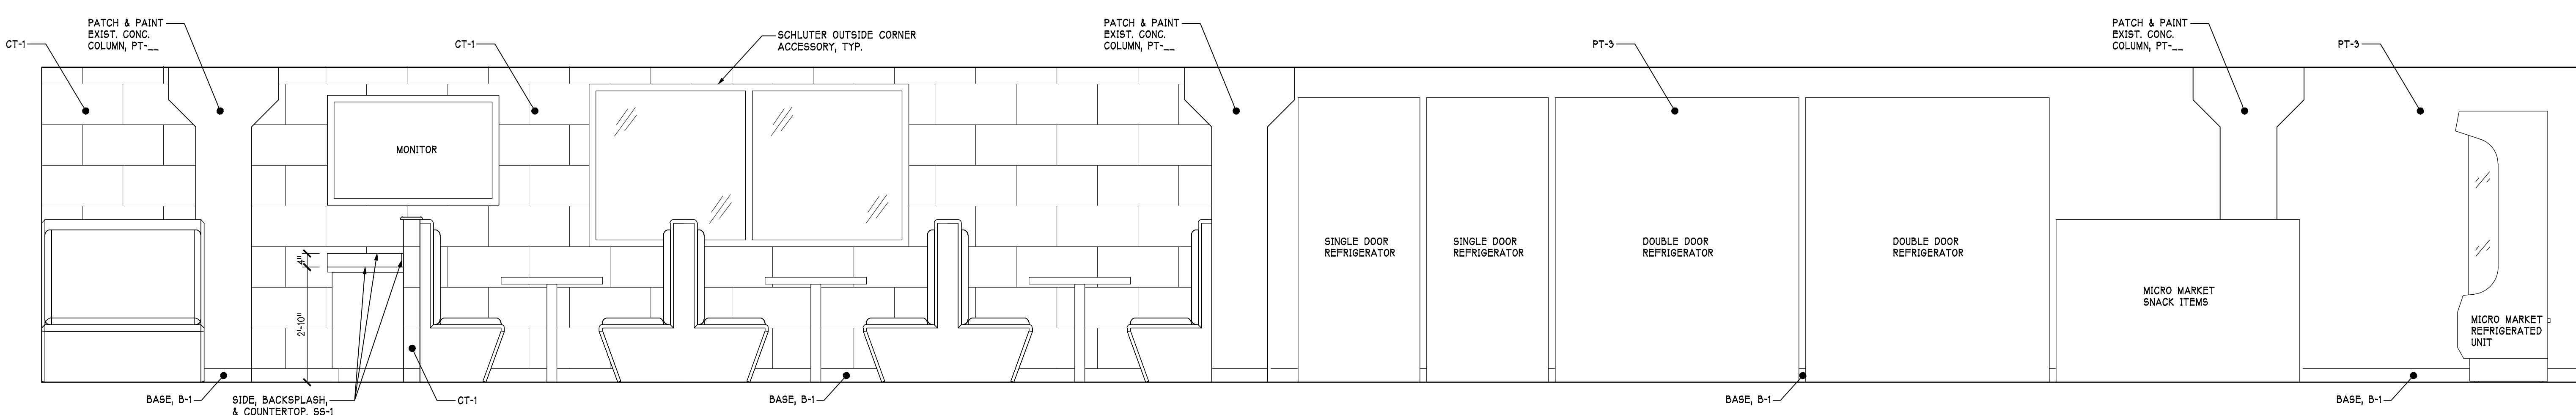 PATCH & PAINT
EXIST. CONC.
COLUMN, PT-__
CT-1
CT-1
SCHLUTER OUTSIDE CORNER
ACCESSORY, TYP.
PATCH & PAINT
EXIST. CONC.
COLUMN, PT-__
PT-3
PATCH & PAINT
EXIST. CONC.
COLUMN, PT-__
PT-3
MONITOR
SINGLE DOOR
REFRIGERATOR
SINGLE DOOR
REFRIGERATOR
DOUBLE DOOR
REFRIGERATOR
DOUBLE DOOR
REFRIGERATOR
MICRO MARKET
SNACK ITEMS
MICRO MARKET
REFRIGERATED
UNIT
4"
2'-10"
BASE, B-1
SIDE, BACKSPLASH,
& COUNTERTOP, SS-1
CT-1
BASE, B-1
BASE, B-1
BASE, B-1